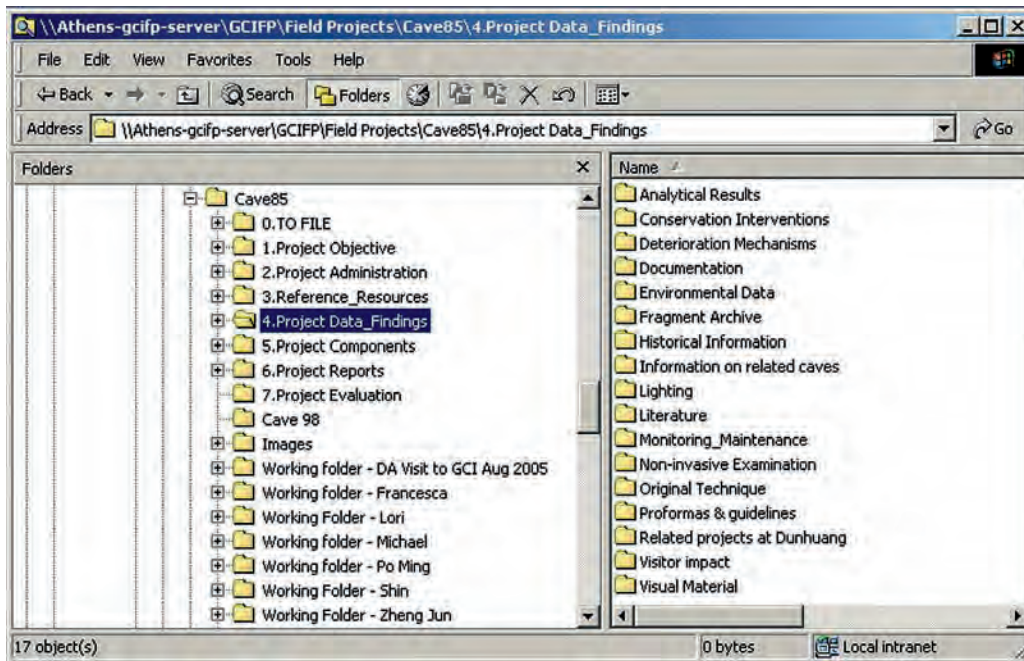 \\Athens-gcifp-server\GCIFP\Field Projects\Cave85\4.Project Data_Findings
File Edit View Favorites Tools Help
Back Search Folders
Address \\Athens-gcifp-server\GCIFP\Field Projects\Cave85\4.Project Data_Findings Go
Folders
Cave85
0.TO FILE
1.Project Objective
2.Project Administration
3.Reference_Resources
4.Project Data_Findings
5.Project Components
6.Project Reports
7.Project Evaluation
Cave 98
Images
Working folder - DA Visit to GCI Aug 2005
Working folder - Francesca
Working Folder - Lori
Working folder - Michael
Working folder - Po Ming
Working Folder - Shin
Working Folder - Zheng Jun
Name
Analytical Results
Conservation Interventions
Deterioration Mechanisms
Documentation
Environmental Data
Fragment Archive
Historical Information
Information on related caves
Lighting
Literature
Monitoring_Maintenance
Non-invasive Examination
Original Technique
Proformas & guidelines
Related projects at Dunhuang
Visitor impact
Visual Material
17 object(s) 0 bytes Local intranet